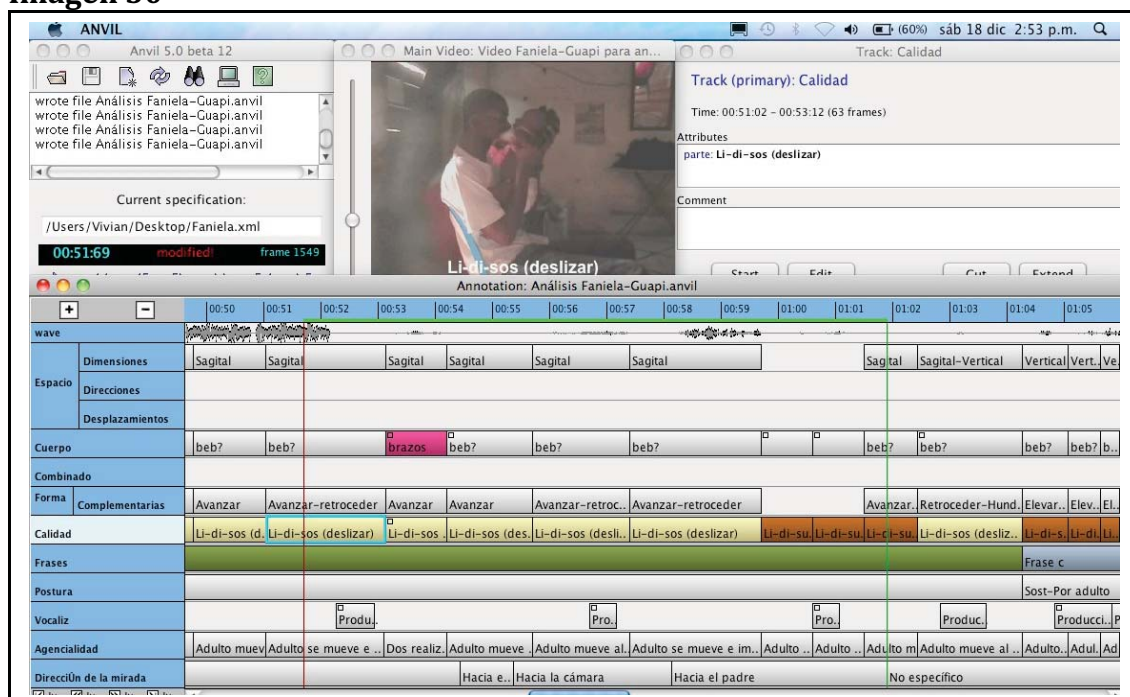 Imagen 30
ANVIL
(60%) sáb 18 dic 2:53 p.m.
Anvil 5.0 beta 12
Main Video: Video Faniela-Guapi para an...
Track: Calidad
wrote file Análisis Faniela-Guapi.anvil
wrote file Análisis Faniela-Guapi.anvil
wrote file Análisis Faniela-Guapi.anvil
wrote file Análisis Faniela-Guapi.anvil
Current specification:
/Users/Vivian/Desktop/Faniela.xml
00:51:69 modified! frame 1549
Li-di-sos (deslizar)
Track (primary): Calidad
Time: 00:51:02 - 00:53:12 (63 frames)
Attributes
parte: Li-di-sos (deslizar)
Comment
Start Edit Cut Extend
Annotation: Análisis Faniela-Guapi.anvil
+ - 00:50 00:51 00:52 00:53 00:54 00:55 00:56 00:57 00:58 00:59 01:00 01:01 01:02 01:03 01:04 01:05
wave
Espacio
Dimensiones Sagital Sagital Sagital Sagital Sagital Sagital Sagital Sagital-Vertical Vertical Vert.. Ve.
Direcciones
Desplazamientos
Cuerpo beb? beb? brazos beb? beb? beb? beb? beb? beb? beb? b..
Combinado
Forma Complementarias Avanzar Avanzar-retroceder Avanzar Avanzar Avanzar-retroc.. Avanzar-retroceder Avanzar.. Retroceder-Hund. Elevar.. Elev.. El..
Calidad Li-di-sos (d. Li-di-sos (deslizar) Li-di-sos . Li-di-sos (des. Li-di-sos (desli.. Li-di-sos (deslizar) Li-di-su. Li-di-su. Li-di-su. Li-di-sos (desliz.. Li-di-s. Li-di. Li..
Frases Frase c
Postura Sost-Por adulto
Vocaliz Produ.. Pro.. Pro.. Produc.. Producci.. P
Agencialidad Adulto muev Adulto se mueve e .. Dos realiz. Adulto mueve . Adulto mueve al. Adulto se mueve e im.. Adulto .. Adulto .. Adulto m Adulto mueve al .. Adulto.. Adul. Ad
DirecciÛn de la mirada Hacia e.. Hacia la cámara Hacia el padre No específico